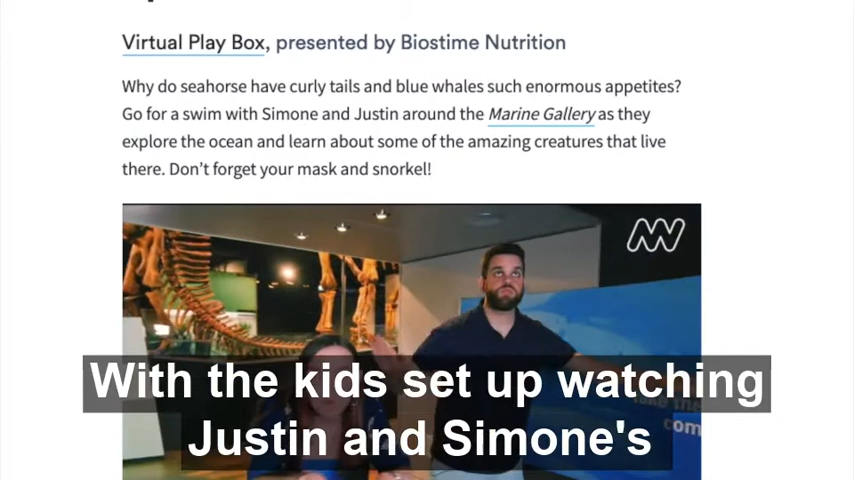 Virtual Play Box, presented by Biostime Nutrition
Why do seahorse have curly tails and blue whales such enormous appetites?
Go for a swim with Simone and Justin around the Marine Gallery as they
explore the ocean and learn about some of the amazing creatures that live
there. Don't forget your mask and snorkel!
With the kids set up watching
Justin and Simone's